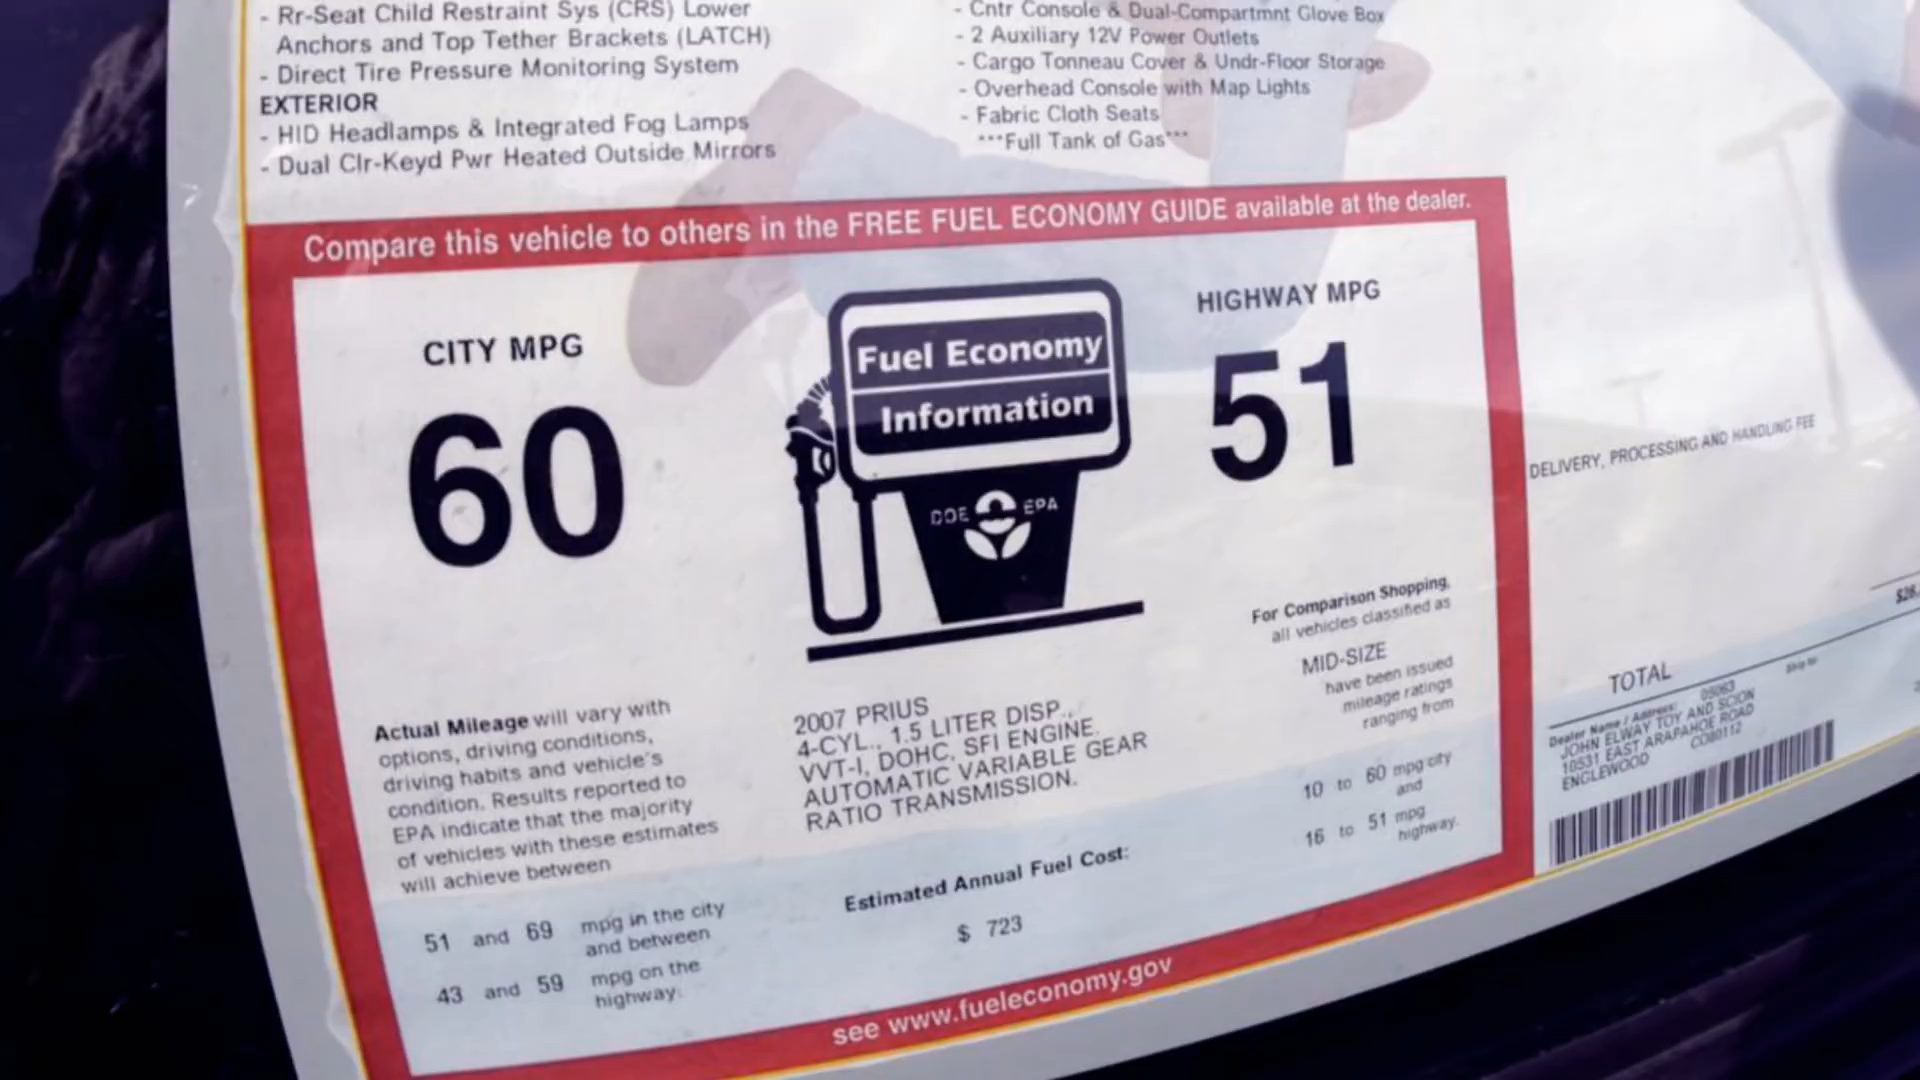 - Rr-Seat Child Restraint Sys (CRS) Lower
Anchors and Top Tether Brackets (LATCH)
- Direct Tire Pressure Monitoring System
EXTERIOR
- HID Headlamps & Integrated Fog Lamps
- Dual Clr-Keyd Pwr Heated Outside Mirrors
- Cntr Console & Dual-Compartmnt Glove Box
- 2 Auxiliary 12V Power Outlets
- Cargo Tonneau Cover & Undr-Floor Storage
- Overhead Console with Map Lights
- Fabric Cloth Seats
***Full Tank of Gas***
Compare this vehicle to others in the FREE FUEL ECONOMY GUIDE available at the dealer.
CITY MPG
60
Fuel Economy
Information
DOE EPA
HIGHWAY MPG
51
Actual Mileage will vary with
options, driving conditions,
driving habits and vehicle's
condition. Results reported to
EPA indicate that the majority
of vehicles with these estimates
will achieve between
51 and 69 mpg in the city
and between
43 and 59 mpg on the
highway.
2007 PRIUS
4-CYL., 1.5 LITER DISP.,
VVT-I, DOHC, SFI ENGINE.
AUTOMATIC VARIABLE GEAR
RATIO TRANSMISSION.
Estimated Annual Fuel Cost:
$ 723
For Comparison Shopping,
all vehicles classified as
MID-SIZE
have been issued
mileage ratings
ranging from
10 to 60 mpg city
and
16 to 51 mpg
highway.
see www.fueleconomy.gov
DELIVERY, PROCESSING AND HANDLING FEE
TOTAL
Dealer Name / Address: 05063
JOHN ELWAY TOY AND SCION
10531 EAST ARAPAHOE ROAD
ENGLEWOOD CO80112